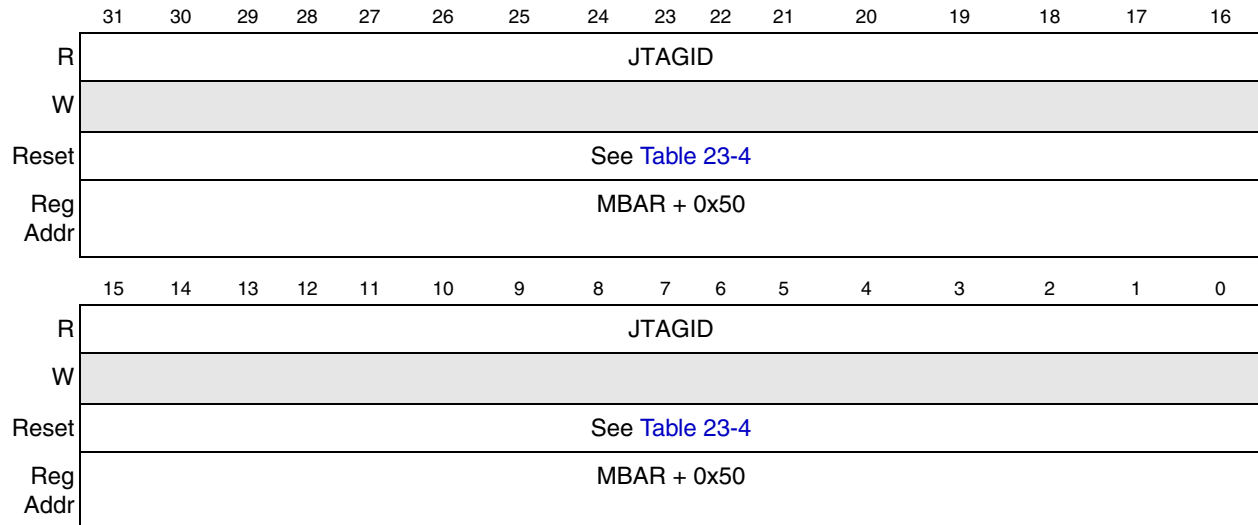 31 30 29 28 27 26 25 24 23 22 21 20 19 18 17 16
R JTAGID
W
Reset See Table 23-4
Reg MBAR + 0x50
Addr
15 14 13 12 11 10 9 8 7 6 5 4 3 2 1 0
R JTAGID
W
Reset See Table 23-4
Reg MBAR + 0x50
Addr